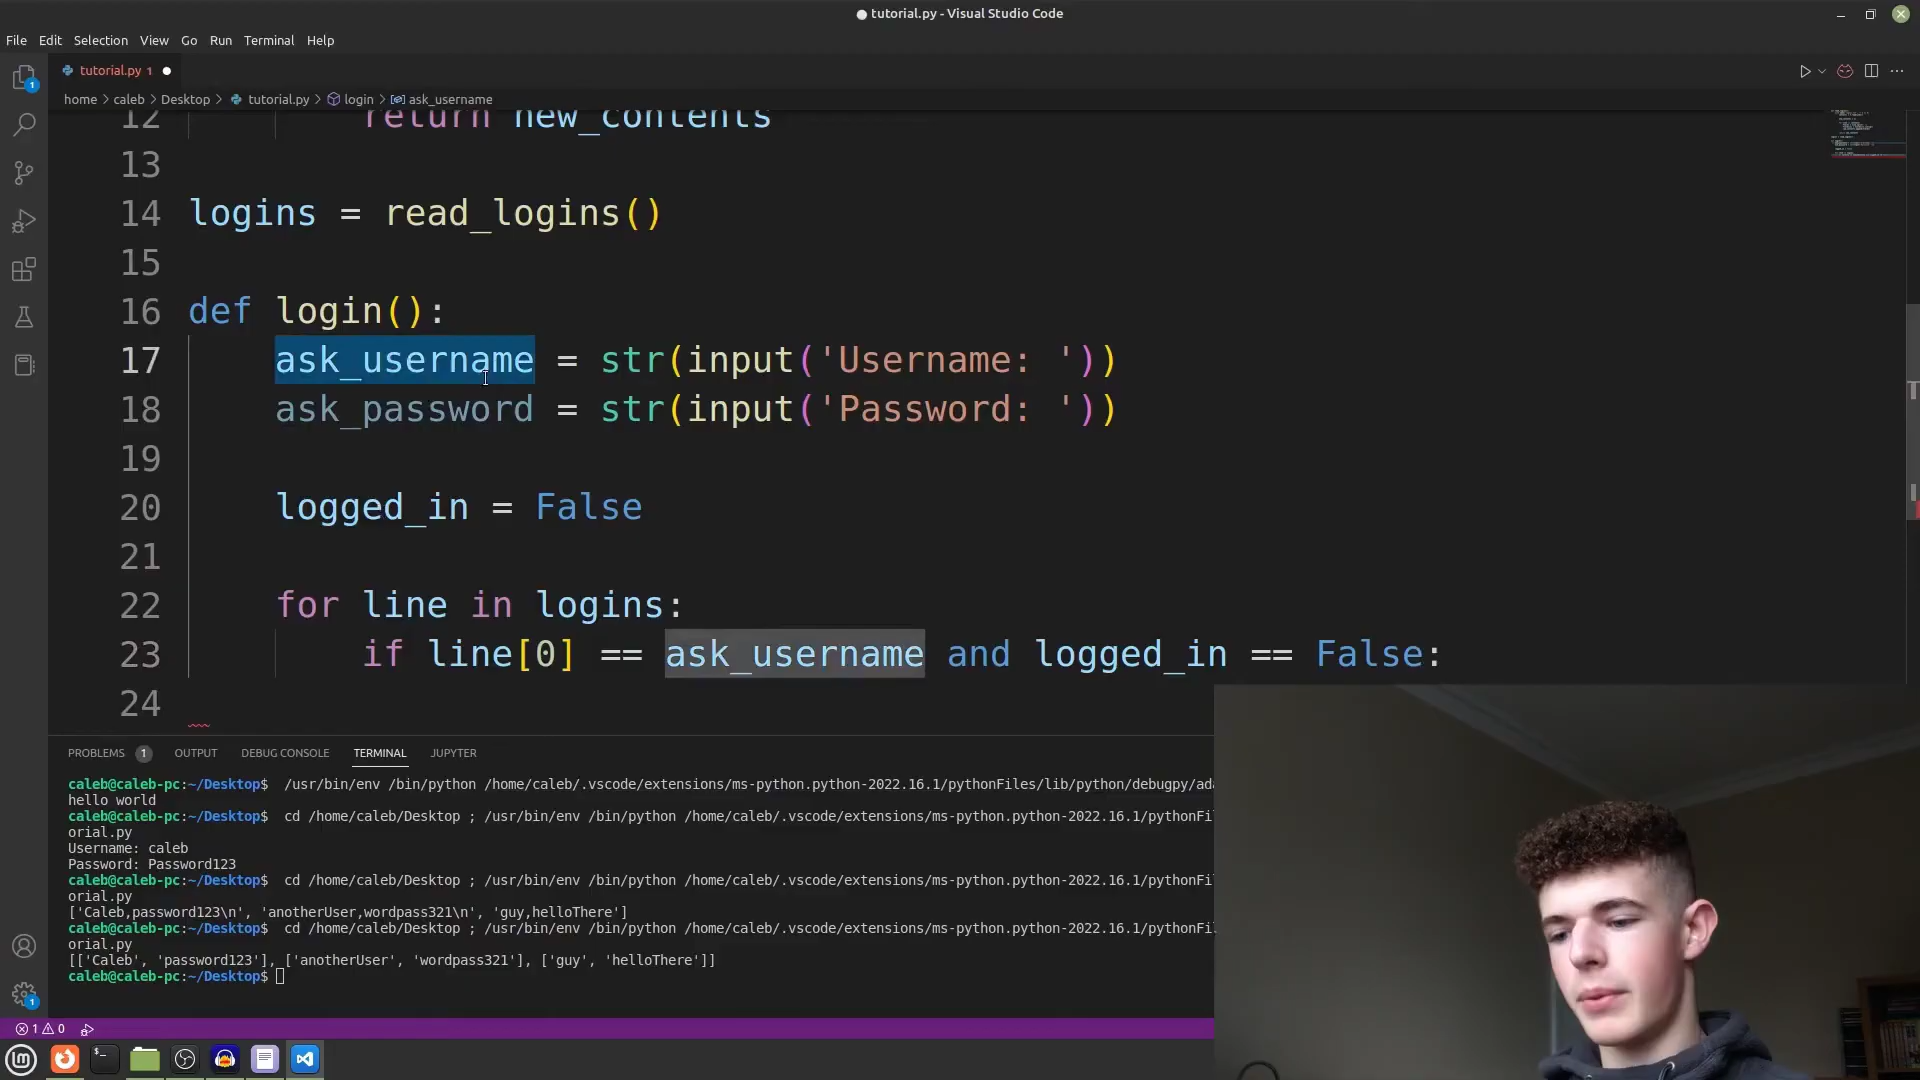 tutorial.py - Visual Studio Code
File Edit Selection View Go Run Terminal Help
tutorial.py 1
home > caleb > Desktop > tutorial.py > login > ask_username
12 return new_contents
13
14 logins = read_logins()
15
16 def login():
17 ask_username = str(input('Username: '))
18 ask_password = str(input('Password: '))
19
20 logged_in = False
21
22 for line in logins:
23 if line[0] == ask_username and logged_in == False:
24
PROBLEMS 1 OUTPUT DEBUG CONSOLE TERMINAL JUPYTER
caleb@caleb-pc:~/Desktop$ /usr/bin/env /bin/python /home/caleb/.vscode/extensions/ms-python.python-2022.16.1/pythonFiles/lib/python/debugpy/ada
hello world
caleb@caleb-pc:~/Desktop$ cd /home/caleb/Desktop ; /usr/bin/env /bin/python /home/caleb/.vscode/extensions/ms-python.python-2022.16.1/pythonFil
orial.py
Username: caleb
Password: Password123
caleb@caleb-pc:~/Desktop$ cd /home/caleb/Desktop ; /usr/bin/env /bin/python /home/caleb/.vscode/extensions/ms-python.python-2022.16.1/pythonFil
orial.py
['Caleb,password123\n', 'anotherUser,wordpass321\n', 'guy,helloThere']
caleb@caleb-pc:~/Desktop$ cd /home/caleb/Desktop ; /usr/bin/env /bin/python /home/caleb/.vscode/extensions/ms-python.python-2022.16.1/pythonFil
orial.py
[['Caleb', 'password123'], ['anotherUser', 'wordpass321'], ['guy', 'helloThere']]
caleb@caleb-pc:~/Desktop$
1 0